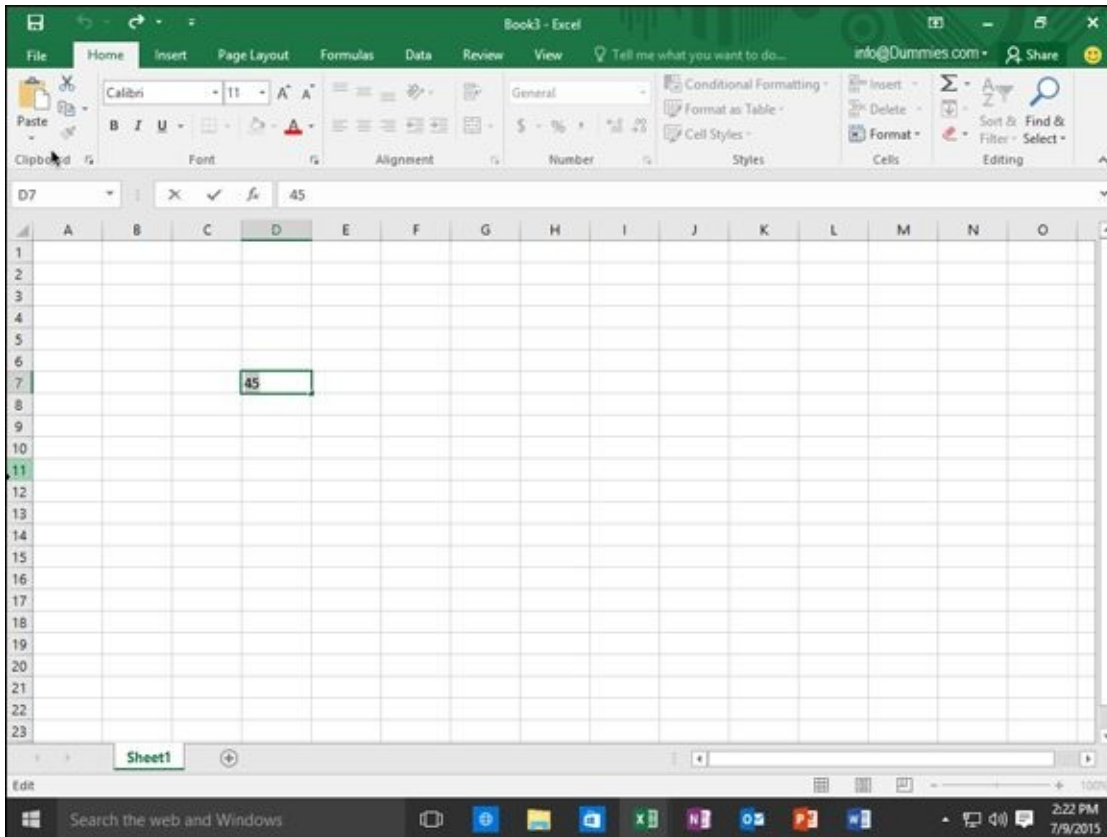 Book3 - Excel
File Home Insert Page Layout Formulas Data Review View Tell me what you want to do... info@Dummies.com Share
Paste Calibri 11 A A General Conditional Formatting Insert Σ A Z
B I U A $ % , Format as Table Delete Sort & Find &
Cell Styles Format Filter Select
Clipboard Font Alignment Number Styles Cells Editing
D7 fx 45
A B C D E F G H I J K L M N O
1
2
3
4
5
6
7 45
8
9
10
11
12
13
14
15
16
17
18
19
20
21
22
23
Sheet1
Edit 100%
Search the web and Windows 2:22 PM
7/9/2015